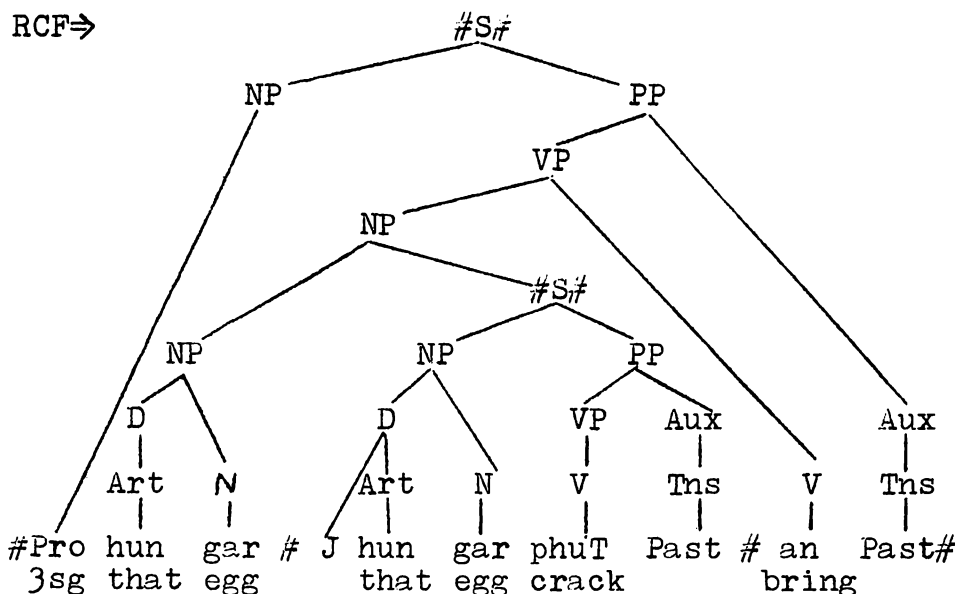 RCF⇒ #S#
NP PP
VP
NP
#S#
NP NP PP
D D VP Aux Aux
Art N Art N V Tns V Tns
#Pro hun gar # J hun gar phuT Past # an Past#
3sg that egg that egg crack bring